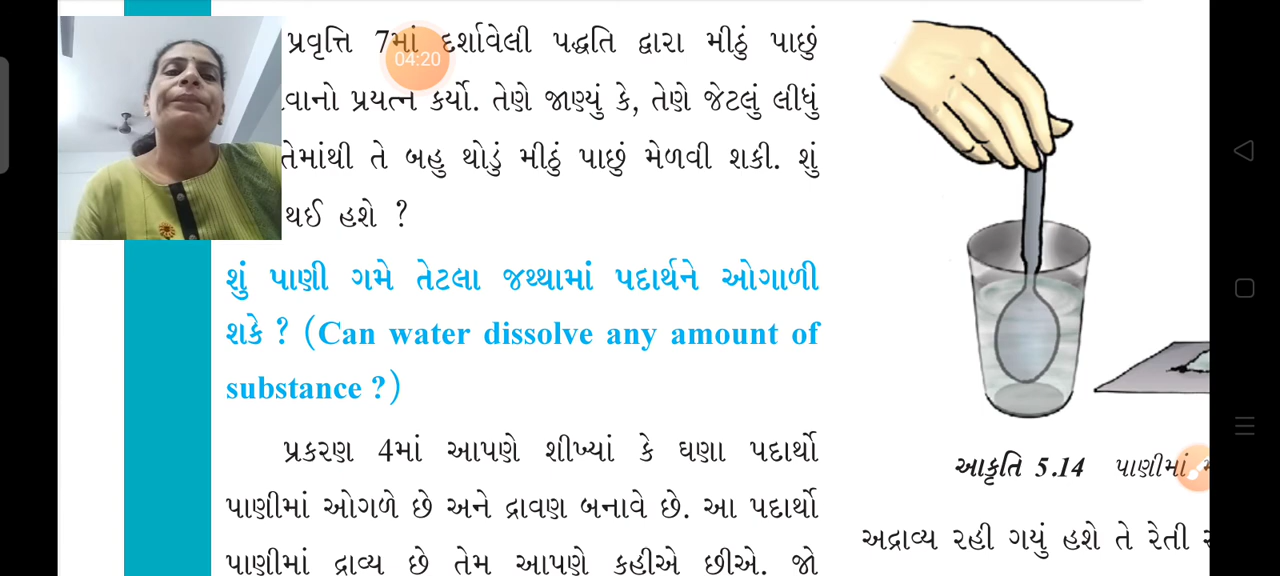 પ્રવૃત્તિ 7માં દર્શાવેલી પદ્ધતિ દ્વારા મીઠું પાછું
04:20
વાનો પ્રયત્ન કર્યો. તેણે જાણ્યું કે, તેણે જેટલું લીધું
તેમાંથી તે બહુ થોડું મીઠું પાછું મેળવી શકી. શું
થઈ હશે ?
શું પાણી ગમે તેટલા જથ્થામાં પદાર્થને ઓગાળી
શકે ? (Can water dissolve any amount of
substance ?)
પ્રકરણ 4માં આપણે શીખ્યાં કે ઘણા પદાર્થો
પાણીમાં ઓગળે છે અને દ્રાવણ બનાવે છે. આ પદાર્થો
પાણીમાં દ્રાવ્ય છે તેમ આપણે કહીએ છીએ. જો
આકૃતિ 5.14 પાણીમાં
અદ્રાવ્ય રહી ગયું હશે તે રેતી